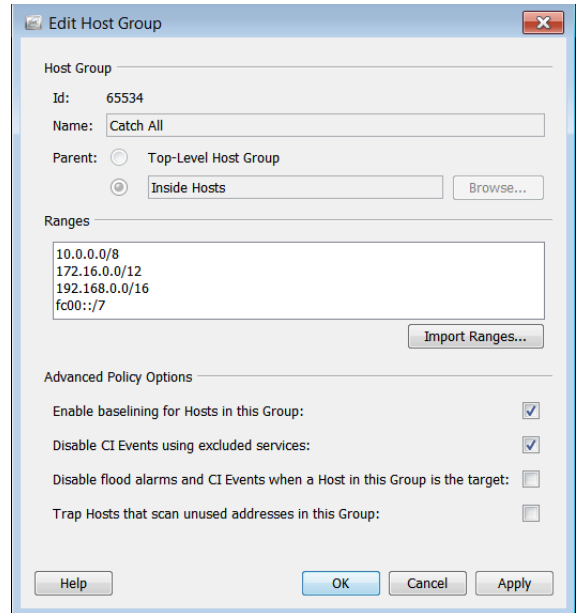 Edit Host Group
Host Group
Id: 65534
Name: Catch All
Parent: Top-Level Host Group
Inside Hosts Browse...
Ranges
10.0.0.0/8
172.16.0.0/12
192.168.0.0/16
fc00::/7
Import Ranges...
Advanced Policy Options
Enable baselining for Hosts in this Group:
Disable CI Events using excluded services:
Disable flood alarms and CI Events when a Host in this Group is the target:
Trap Hosts that scan unused addresses in this Group:
Help OK Cancel Apply